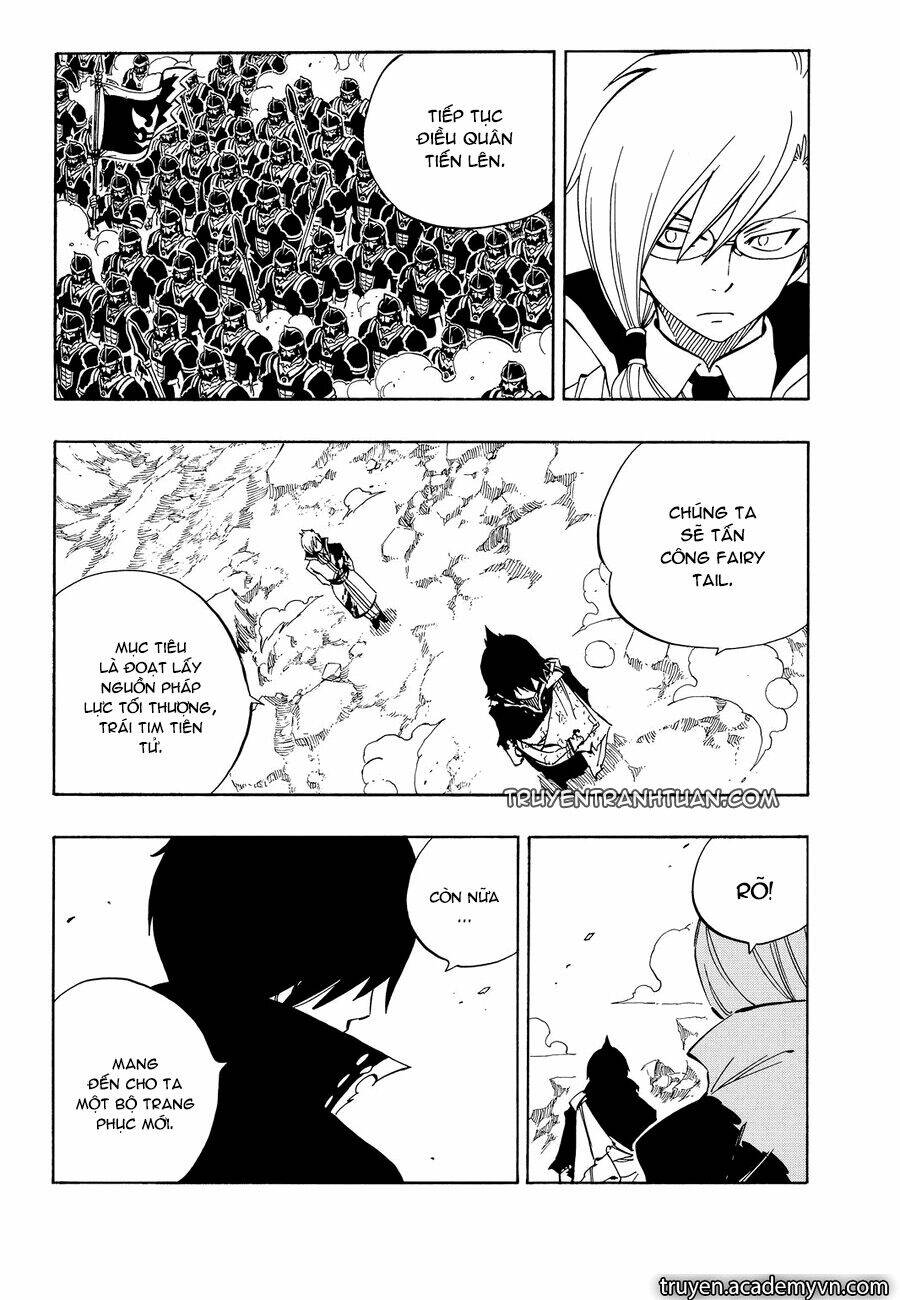 TIẾP TỤC
ĐIỀU QUÂN
TIẾN LÊN.
CHÚNG TA
SẼ TẤN
CÔNG FAIRY
TAIL.
MỤC TIÊU
LÀ ĐOẠT LẤY
NGUỒN PHÁP
LỰC TỐI THƯỢNG,
TRÁI TIM TIÊN
TỬ.
TRUYENTRANHTUAN.COM
RÕ!
CÒN NỮA
...
MANG
ĐẾN CHO TA
MỘT BỘ TRANG
PHỤC MỚI.
truyen.academyvn.com